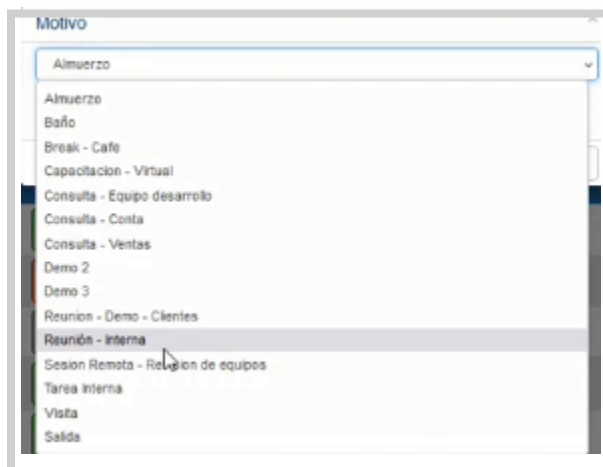 Motivo
Almuerzo
Almuerzo
Baño
Break - Cafe
Capacitacion - Virtual
Consulta - Equipo desarrollo
Consulta - Conta
Consulta - Ventas
Demo 2
Demo 3
Reunion - Demo - Clientes
Reunión - Interna
Sesion Remota - de equipos
Tarea Interna
Visita
Salida